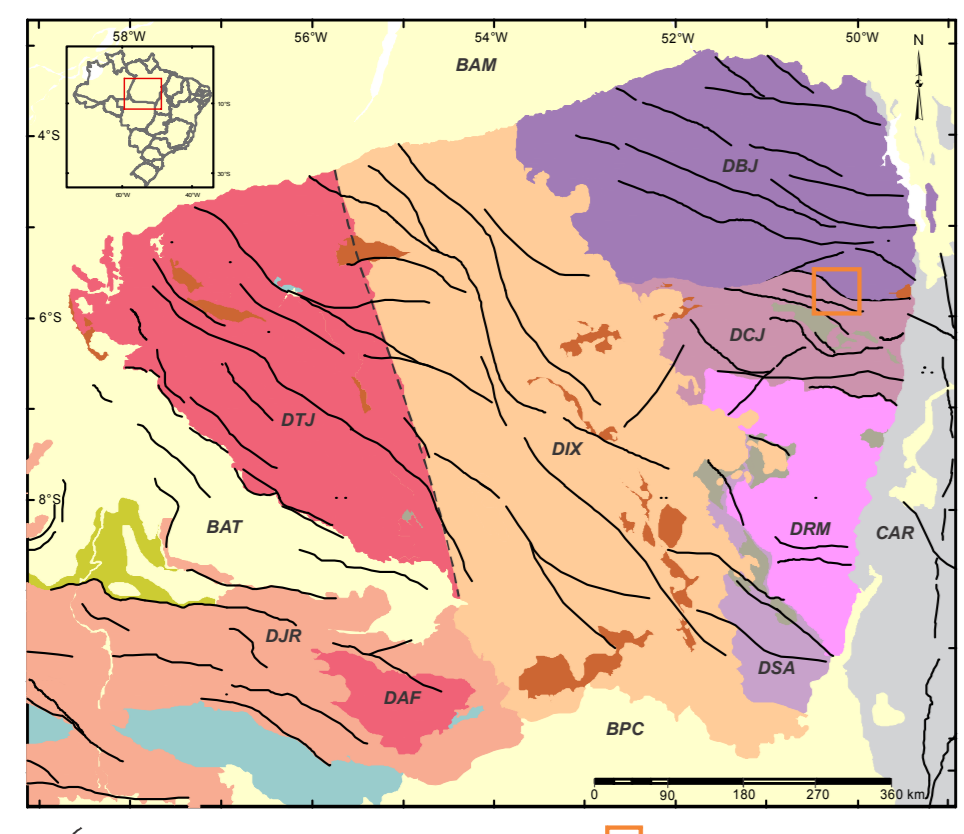 58°W 56°W 54°W 52°W 50°W
N
BAM
10°S
4°S
DBJ
30°S
60°W 40°W
6°S
DCJ
DTJ
DIX
8°S
BAT
DRM
CAR
DJR
DSA
DAF
BPC
0 90 180 270 360 km